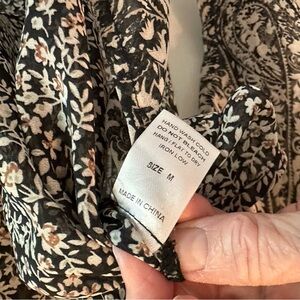 HAND WASH COLD
DO NOT BLEACH
HANG / FLAT TO DRY
IRON LOW
SIZE M
MADE IN CHINA